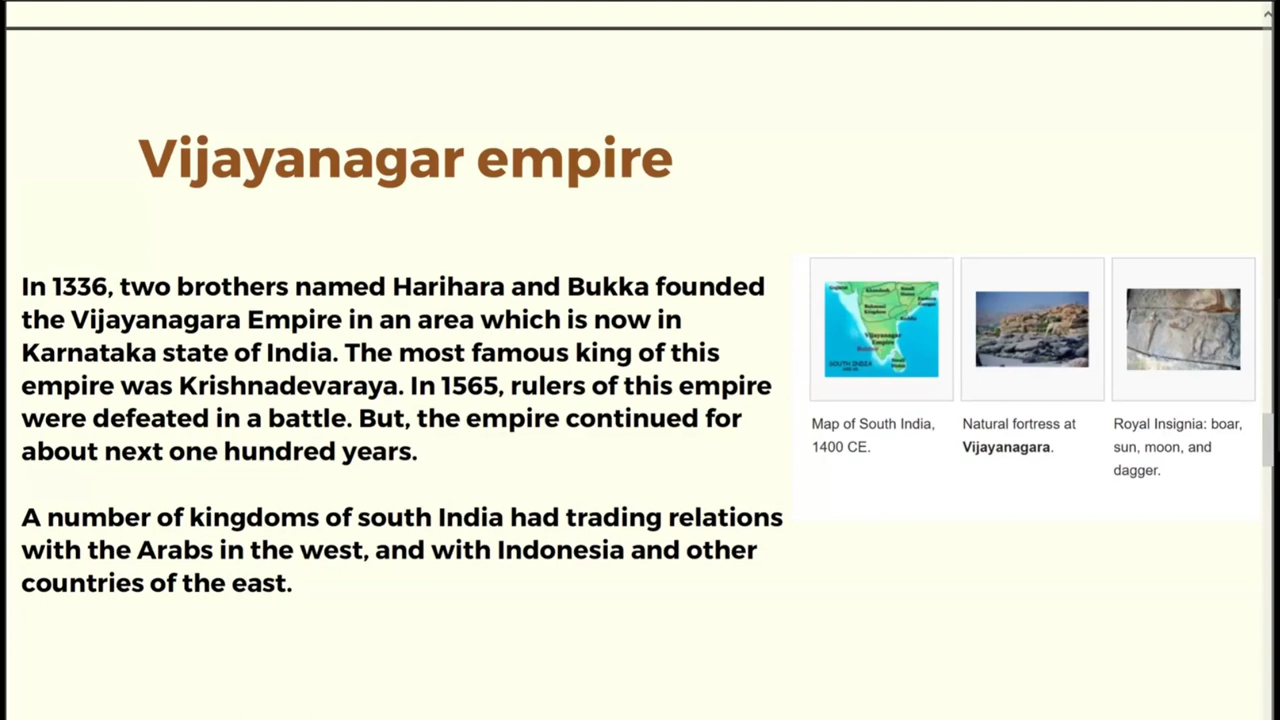 Vijayanagar empire
In 1336, two brothers named Harihara and Bukka founded
the Vijayanagara Empire in an area which is now in
Karnataka state of India. The most famous king of this
empire was Krishnadevaraya. In 1565, rulers of this empire
were defeated in a battle. But, the empire continued for
about next one hundred years.
A number of kingdoms of south India had trading relations
with the Arabs in the west, and with Indonesia and other
countries of the east.
Vijayanagar
Empire
SOUTH INDIA
Map of South India,
1400 CE.
Natural fortress at
Vijayanagara.
Royal Insignia: boar,
sun, moon, and
dagger.